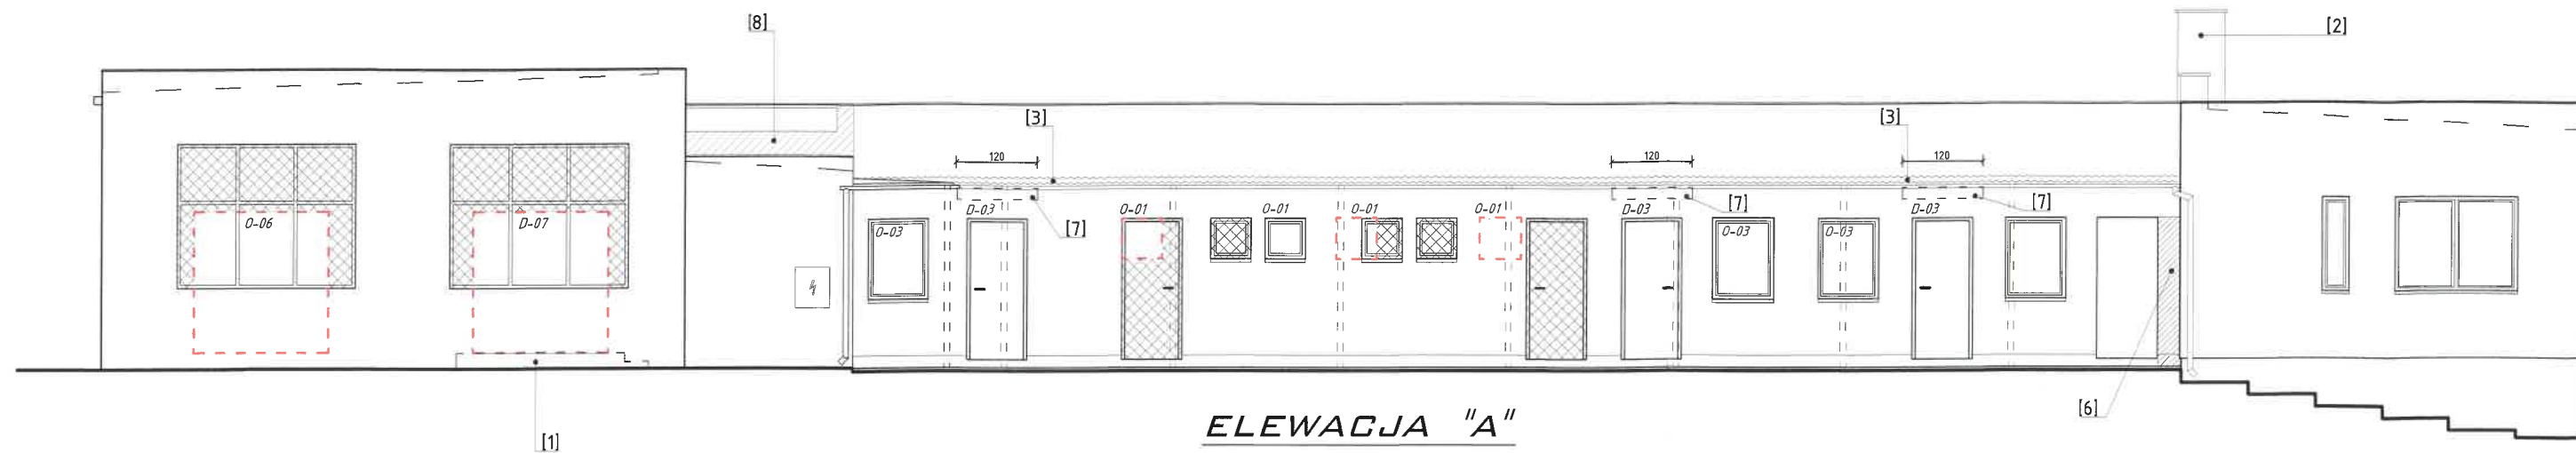 [8]
[2]
[3]
[3]
120
120
120
D-03
O-01
O-01
O-01
O-01
D-03
[7]
D-03
[7]
O-06
D-07
O-03
[7]
O-03
O-03
[6]
ELEWACJA "A"
[1]